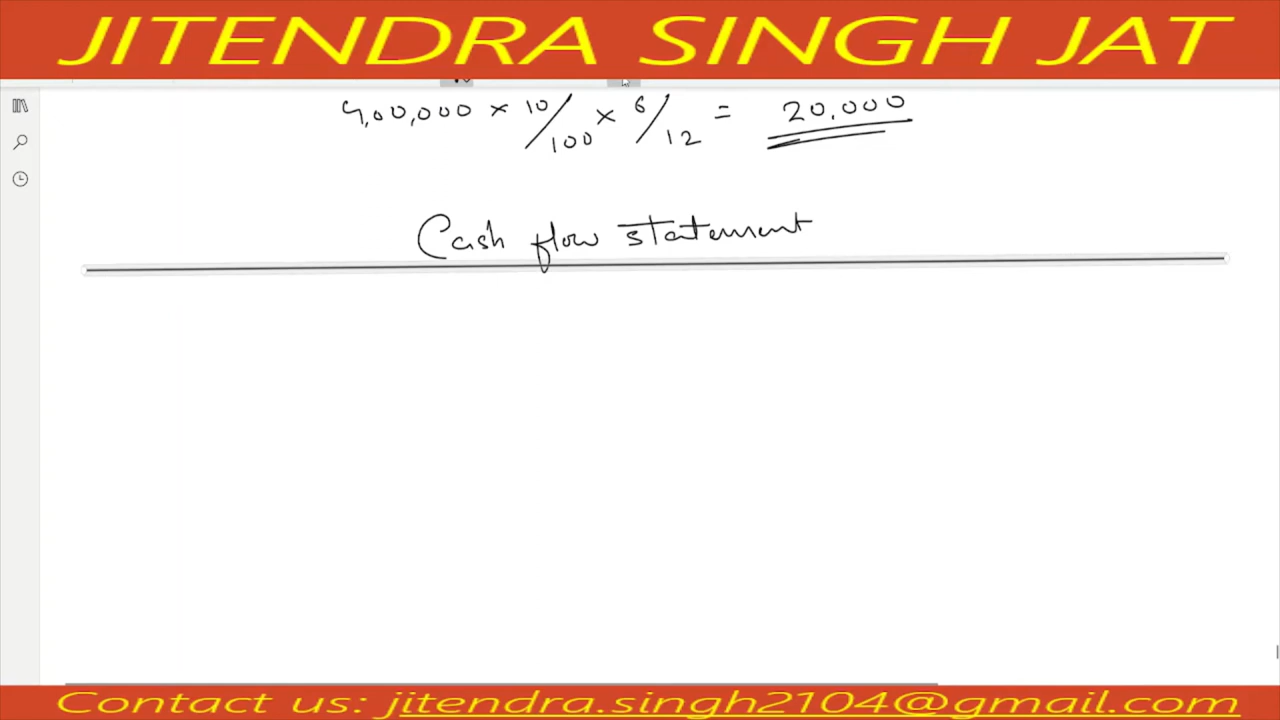 JITENDRA SINGH JAT
4,00,000 × 10/100 × 6/12 = 20,000
Cash flow statement
Contact us: jitendra.singh2104@gmail.com